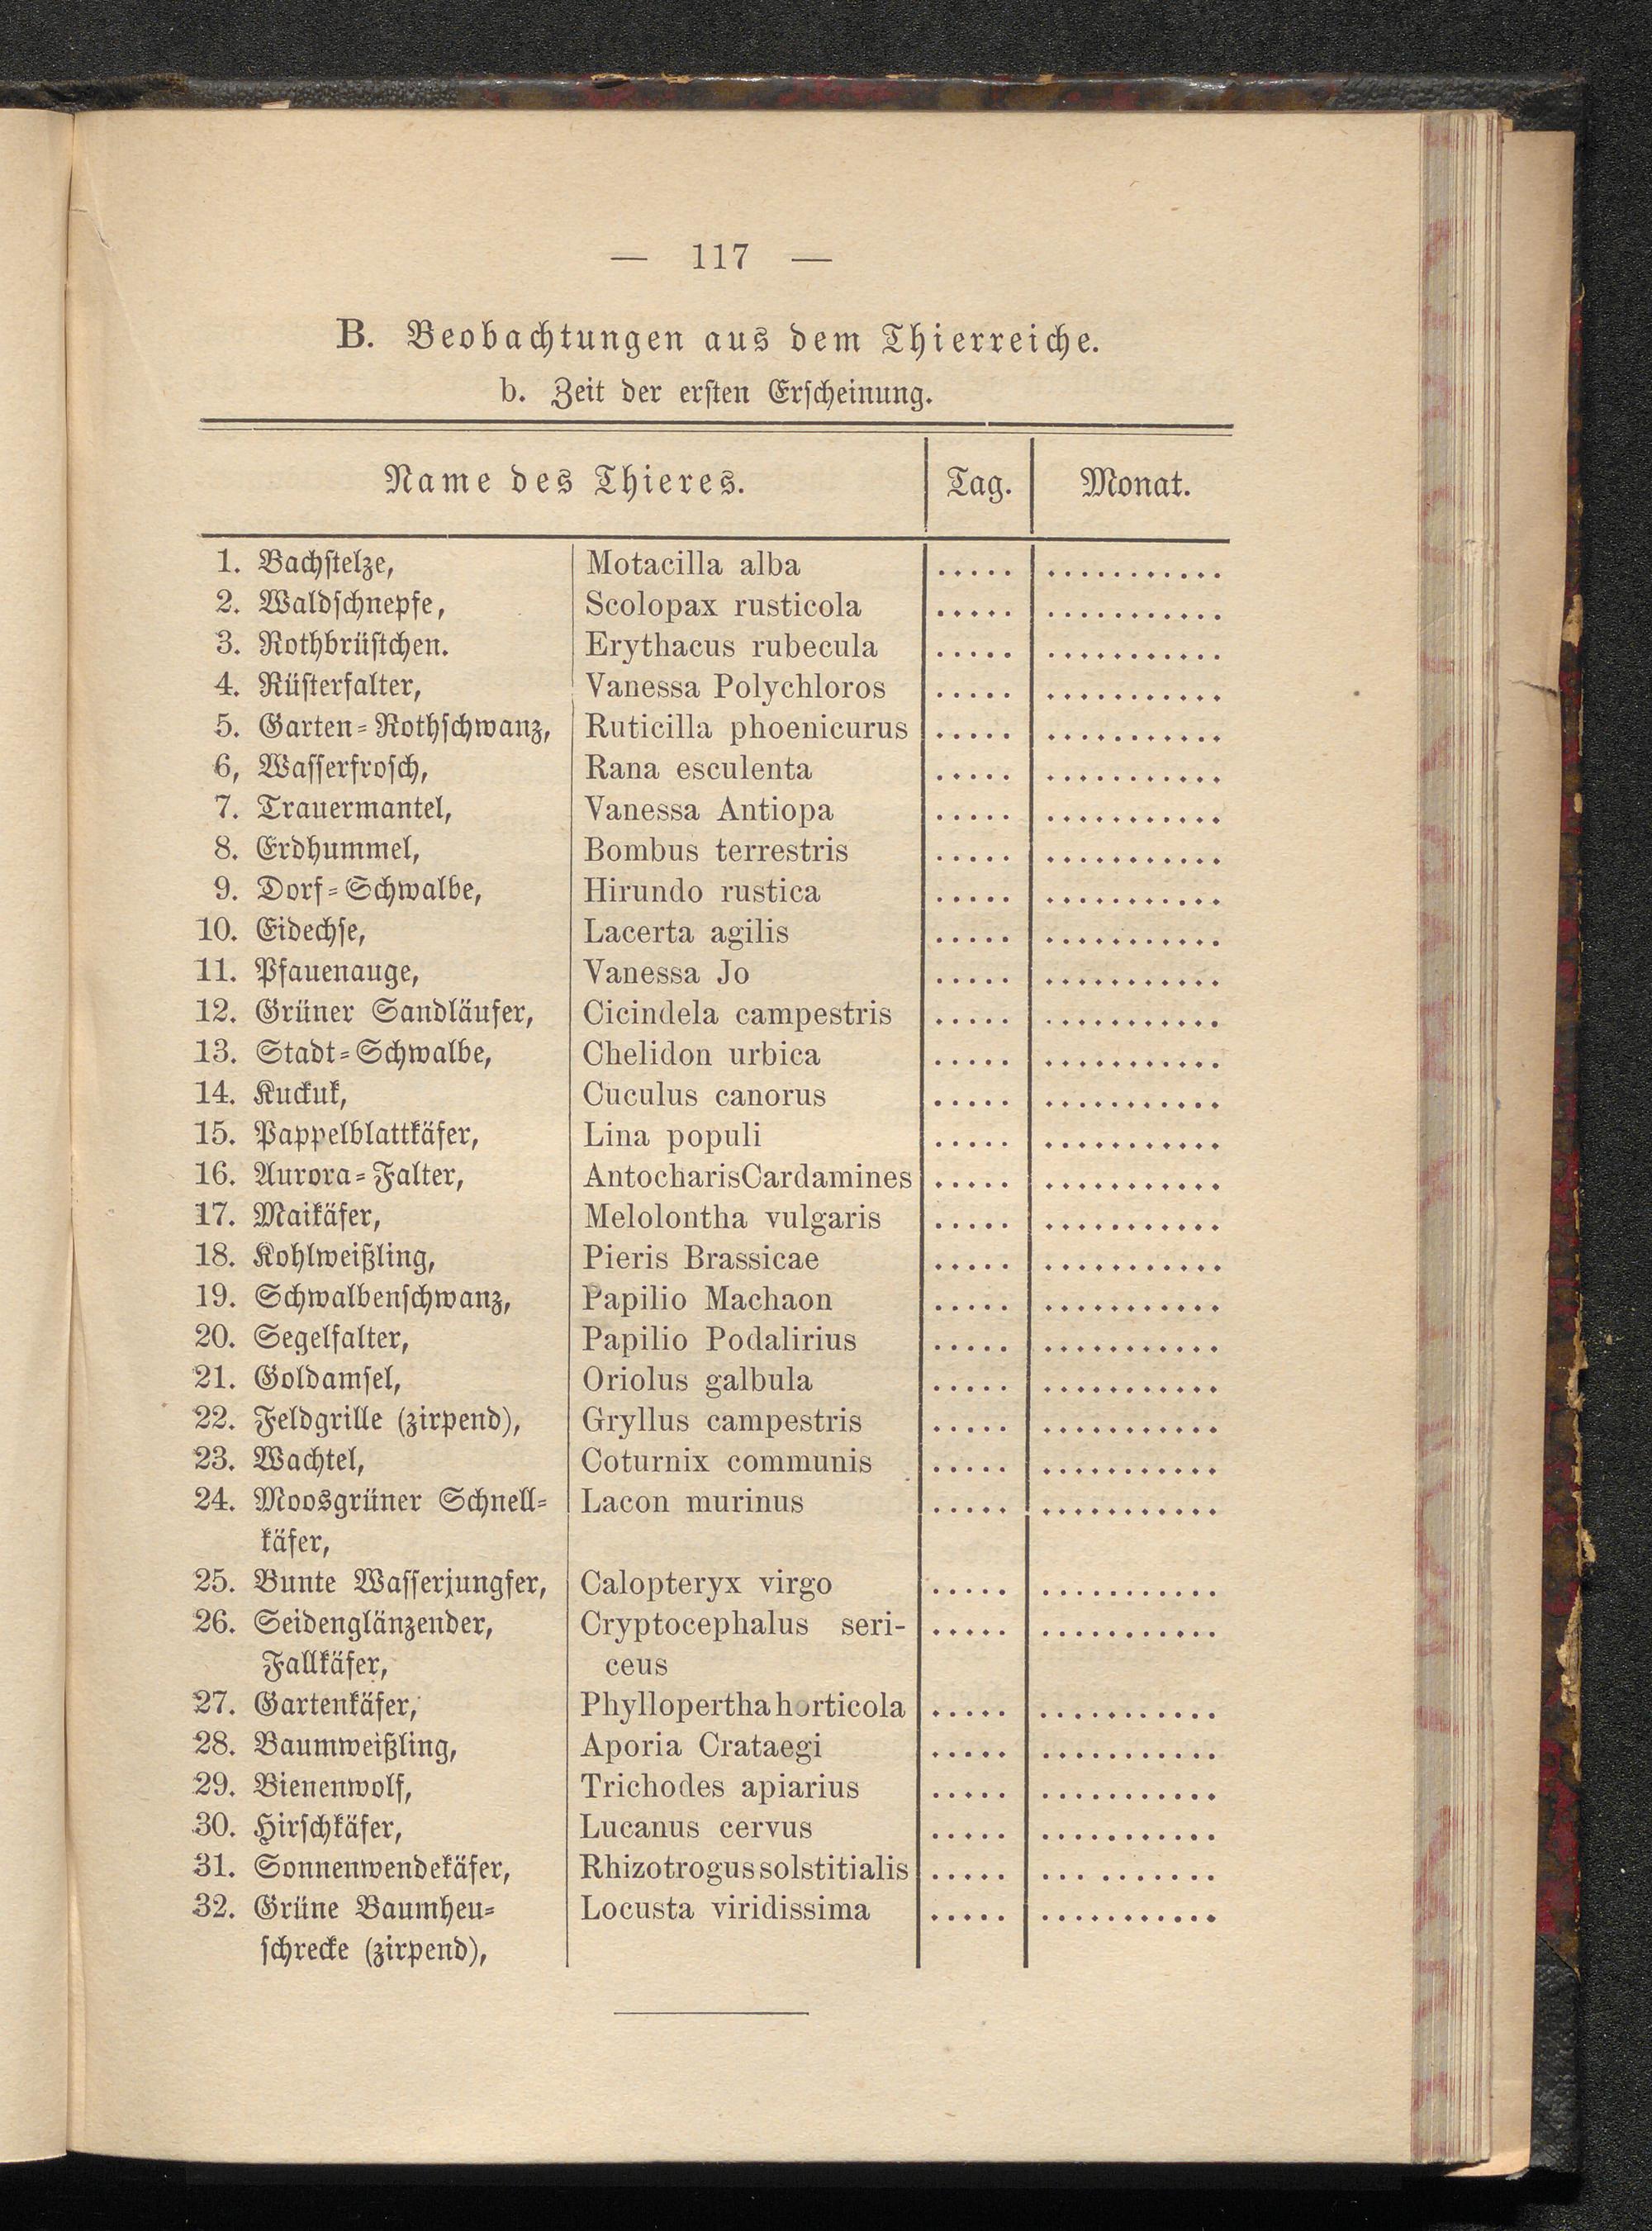 — 117 —
B. Beobachtungen aus dem Thierreiche.
b. Zeit der ersten Erscheinung.
Name des Thieres. Tag. Monat.
1. Bachstelze, Motacilla alba ..... ...........
2. Waldschnepfe, Scolopax rusticola ..... ...........
3. Rothbrüstchen. Erythacus rubecula ..... ...........
4. Rüsterfalter, Vanessa Polychloros ..... ...........
5. Garten-Rothschwanz, Ruticilla phoenicurus ..... ...........
6, Wasserfrosch, Rana esculenta ..... ...........
7. Trauermantel, Vanessa Antiopa ..... ...........
8. Erdhummel, Bombus terrestris ..... ...........
9. Dorf-Schwalbe, Hirundo rustica ..... ...........
10. Eidechse, Lacerta agilis ..... ...........
11. Pfauenauge, Vanessa Jo ..... ...........
12. Grüner Sandläufer, Cicindela campestris ..... ...........
13. Stadt-Schwalbe, Chelidon urbica ..... ...........
14. Kuckuk, Cuculus canorus ..... ...........
15. Pappelblattkäfer, Lina populi ..... ...........
16. Aurora-Falter, AntocharisCardamines ..... ...........
17. Maikäfer, Melolontha vulgaris ..... ...........
18. Kohlweißling, Pieris Brassicae ..... ...........
19. Schwalbenschwanz, Papilio Machaon ..... ...........
20. Segelfalter, Papilio Podalirius ..... ...........
21. Goldamsel, Oriolus galbula ..... ...........
22. Feldgrille (zirpend), Gryllus campestris ..... ...........
23. Wachtel, Coturnix communis ..... ...........
24. Moosgrüner Schnell- Lacon murinus ..... ...........
käfer,
25. Bunte Wasserjungfer, Calopteryx virgo ..... ...........
26. Seidenglänzender, Cryptocephalus seri- ..... ...........
Fallkäfer, ceus
27. Gartenkäfer, Phyllopertha horticola ..... ...........
28. Baumweißling, Aporia Crataegi ..... ...........
29. Bienenwolf, Trichodes apiarius ..... ...........
30. Hirschkäfer, Lucanus cervus ..... ...........
31. Sonnenwendekäfer, Rhizotrogus solstitialis ..... ... .......
32. Grüne Baumheu- Locusta viridissima ..... ...........
schrecke (zirpend),